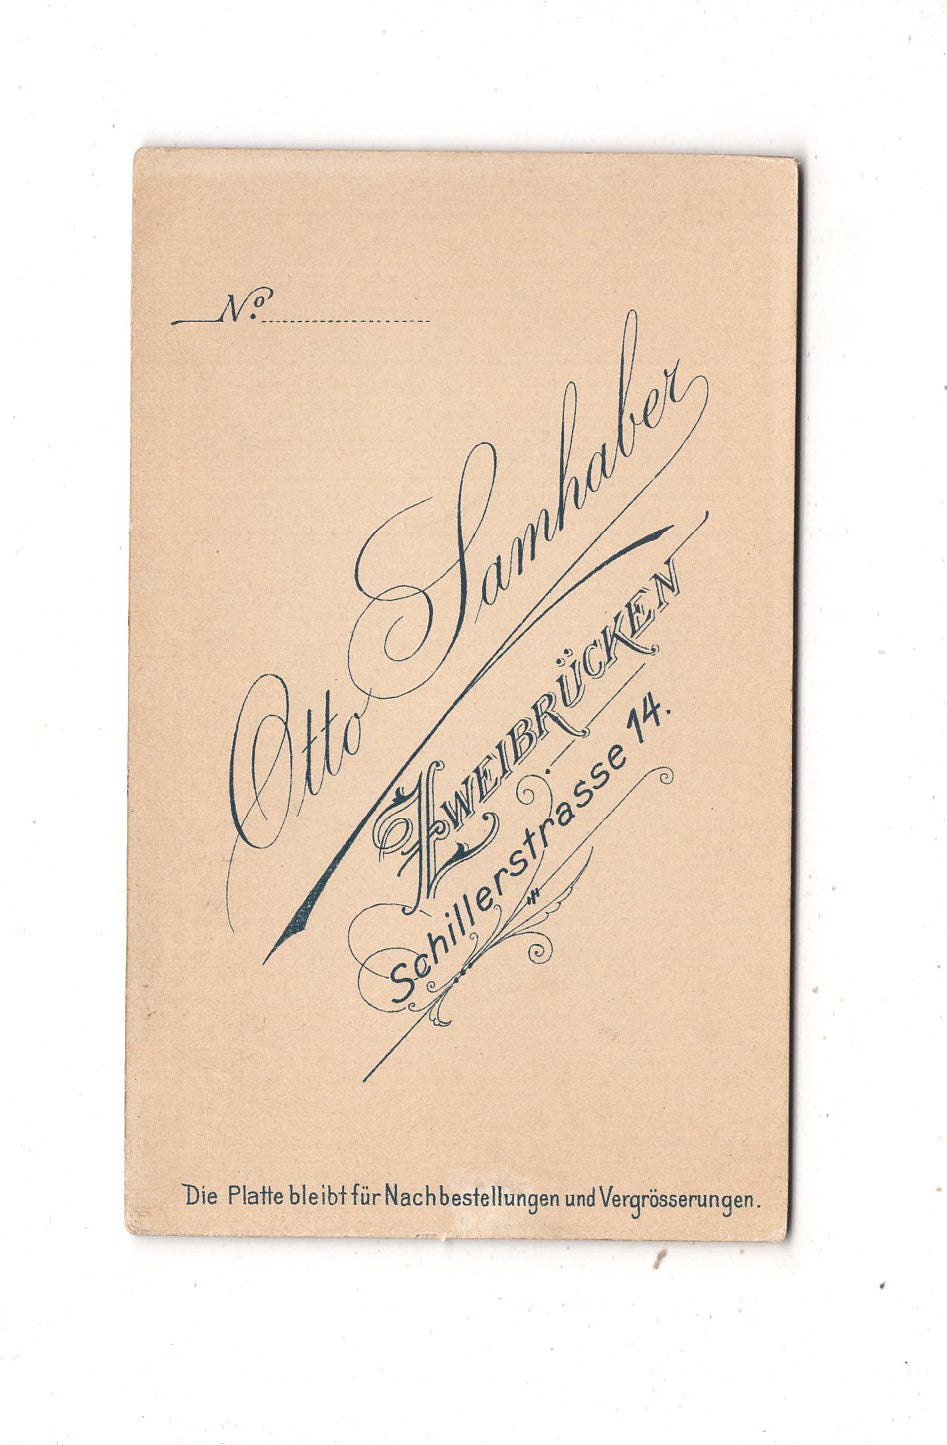 No.
Otto Samhaber
ZWEIBRÜCKEN
Schillerstrasse 14.
Die Platte bleibt für Nachbestellungen und Vergrösserungen.